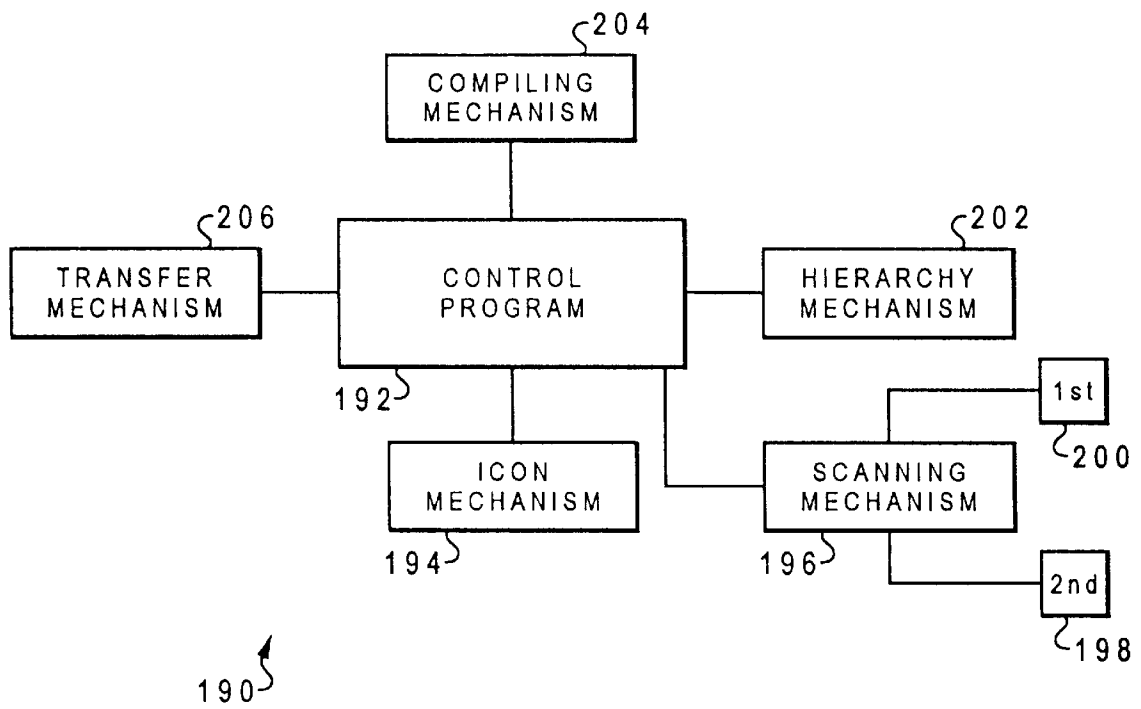 204
COMPILING
MECHANISM
206
TRANSFER
MECHANISM
CONTROL
PROGRAM
202
HIERARCHY
MECHANISM
192
1st
200
ICON
MECHANISM
194
SCANNING
MECHANISM
196
2nd
198
190